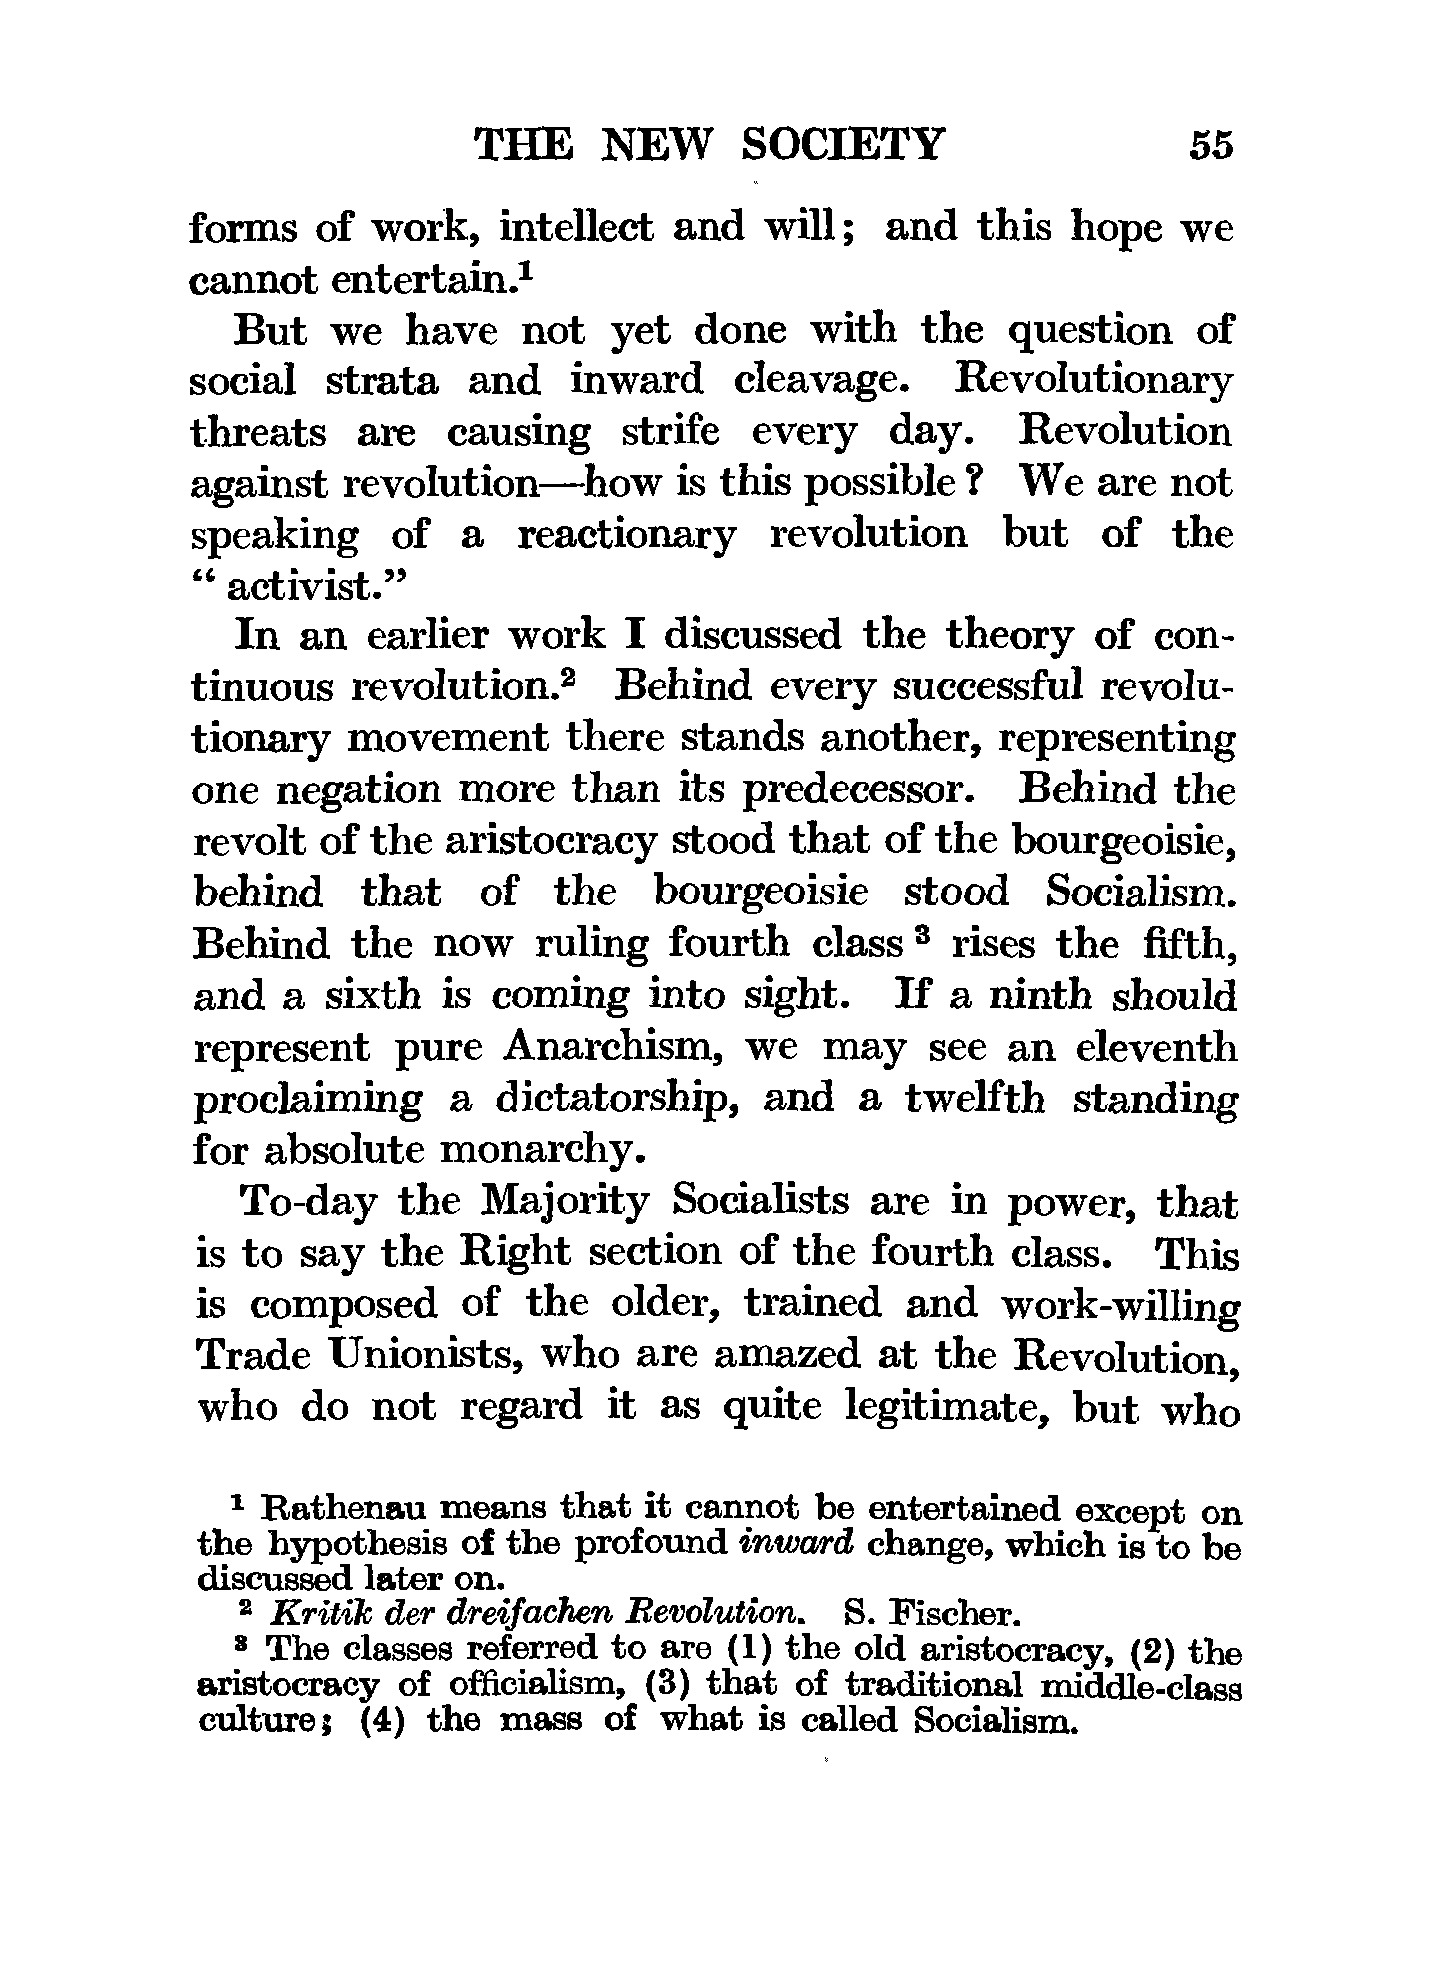 THE NEW SOCIETY 55
forms of work, intellect and will; and this hope we
cannot entertain.¹
But we have not yet done with the question of
social strata and inward cleavage. Revolutionary
threats are causing strife every day. Revolution
against revolution—how is this possible? We are not
speaking of a reactionary revolution but of the
“ activist.”
In an earlier work I discussed the theory of con-
tinuous revolution.² Behind every successful revolu-
tionary movement there stands another, representing
one negation more than its predecessor. Behind the
revolt of the aristocracy stood that of the bourgeoisie,
behind that of the bourgeoisie stood Socialism.
Behind the now ruling fourth class ³ rises the fifth,
and a sixth is coming into sight. If a ninth should
represent pure Anarchism, we may see an eleventh
proclaiming a dictatorship, and a twelfth standing
for absolute monarchy.
To-day the Majority Socialists are in power, that
is to say the Right section of the fourth class. This
is composed of the older, trained and work-willing
Trade Unionists, who are amazed at the Revolution,
who do not regard it as quite legitimate, but who
¹ Rathenau means that it cannot be entertained except on
the hypothesis of the profound inward change, which is to be
discussed later on.
² Kritik der dreifachen Revolution. S. Fischer.
³ The classes referred to are (1) the old aristocracy, (2) the
aristocracy of officialism, (3) that of traditional middle-class
culture; (4) the mass of what is called Socialism.